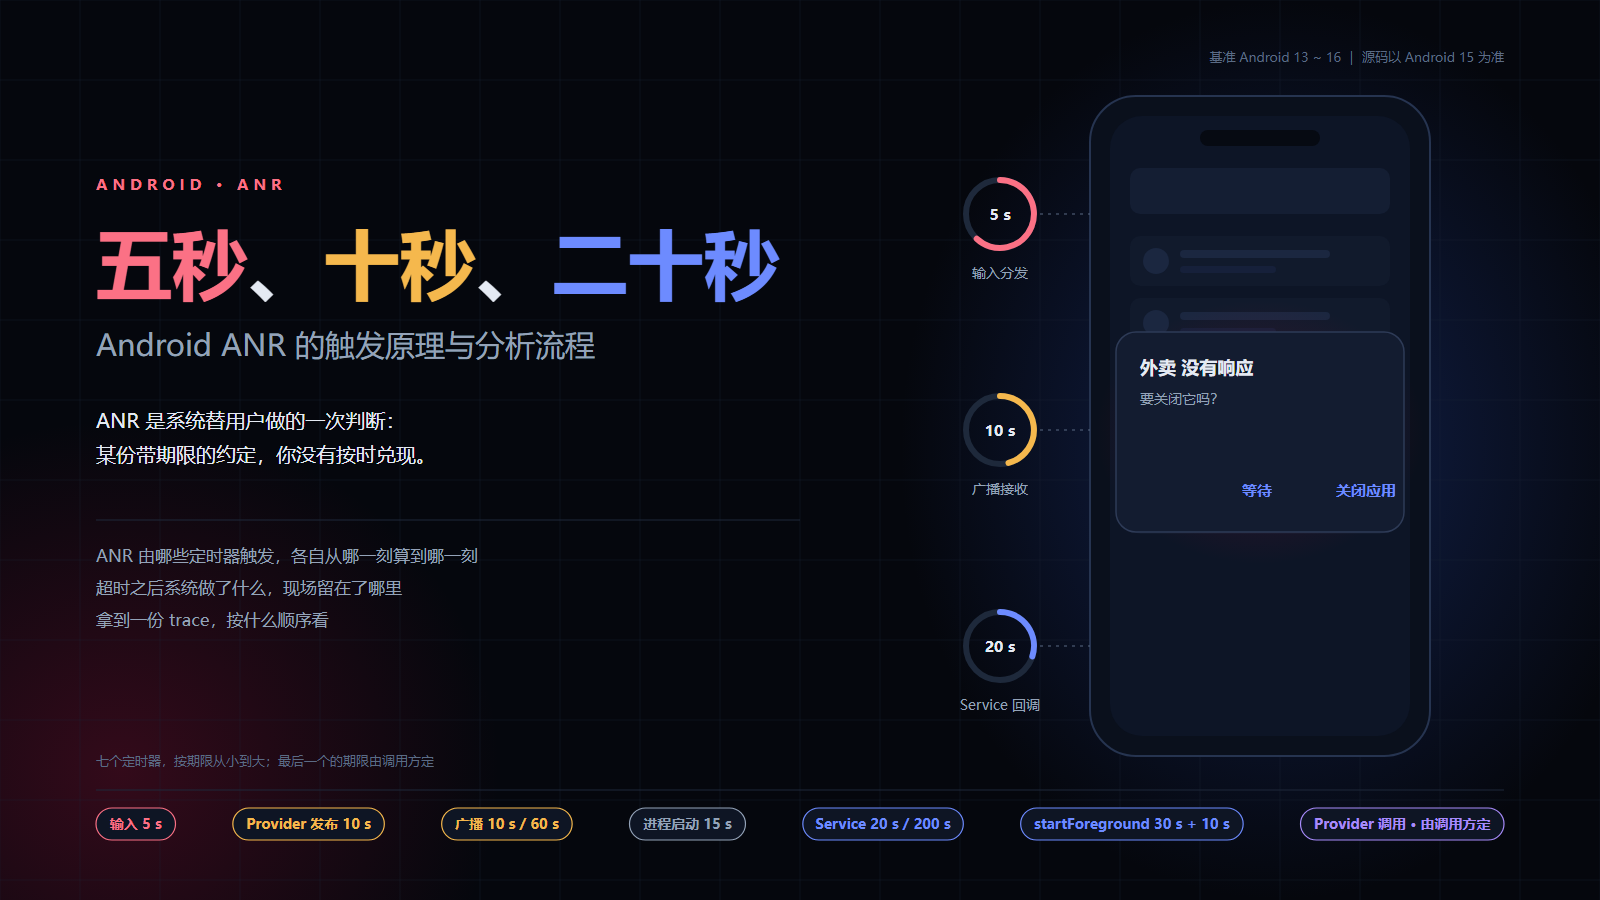 基准 Android 13 ~ 16 | 源码以 Android 15 为准
ANDROID • ANR
五秒、十秒、二十秒
Android ANR 的触发原理与分析流程
ANR 是系统替用户做的一次判断：
某份带期限的约定，你没有按时兑现。
ANR 由哪些定时器触发，各自从哪一刻算到哪一刻
超时之后系统做了什么，现场留在了哪里
拿到一份 trace，按什么顺序看
5 s
输入分发
10 s
广播接收
20 s
Service 回调
外卖 没有响应
要关闭它吗？
等待
关闭应用
七个定时器，按期限从小到大；最后一个的期限由调用方定
输入 5 s
Provider 发布 10 s
广播 10 s / 60 s
进程启动 15 s
Service 20 s / 200 s
startForeground 30 s + 10 s
Provider 调用 • 由调用方定